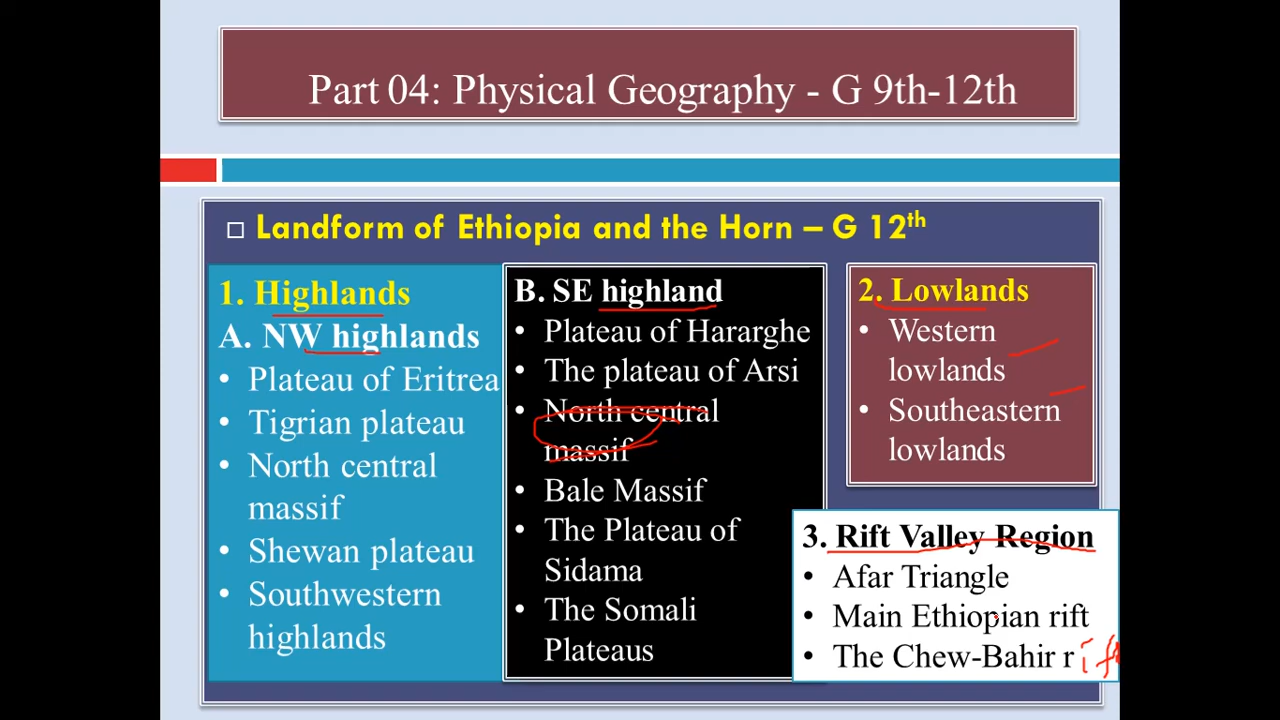 Part 04: Physical Geography - G 9th-12th
Landform of Ethiopia and the Horn – G 12th
1. Highlands
A. NW highlands
• Plateau of Eritrea
• Tigrian plateau
• North central
massif
• Shewan plateau
• Southwestern
highlands
B. SE highland
• Plateau of Hararghe
• The plateau of Arsi
• North central
massif
• Bale Massif
• The Plateau of
Sidama
• The Somali
Plateaus
2. Lowlands
• Western
lowlands
• Southeastern
lowlands
3. Rift Valley Region
• Afar Triangle
• Main Ethiopian rift
• The Chew-Bahir r